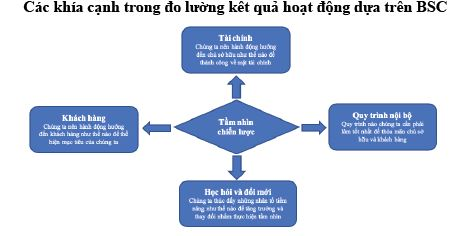 Các khía cạnh trong đo lường kết quả hoạt động dựa trên BSC
Tài chính
Chúng ta nên hành động hướng
đến chủ sở hữu như thế nào để
thành công về mặt tài chính
Khách hàng
Chúng ta nên hành động hướng
đến khách hàng như thế nào để thể
hiện mục tiêu của chúng ta
Tầm nhìn
chiến lược
Quy trình nội bộ
Quy trình nào chúng ta cần phải
làm tốt nhất để thỏa mãn chủ sở
hữu và khách hàng
Học hỏi và đổi mới
Chúng ta thúc đẩy những nhân tố tiềm
năng như thế nào để tăng trưởng và
thay đổi nhằm thực hiện tầm nhìn